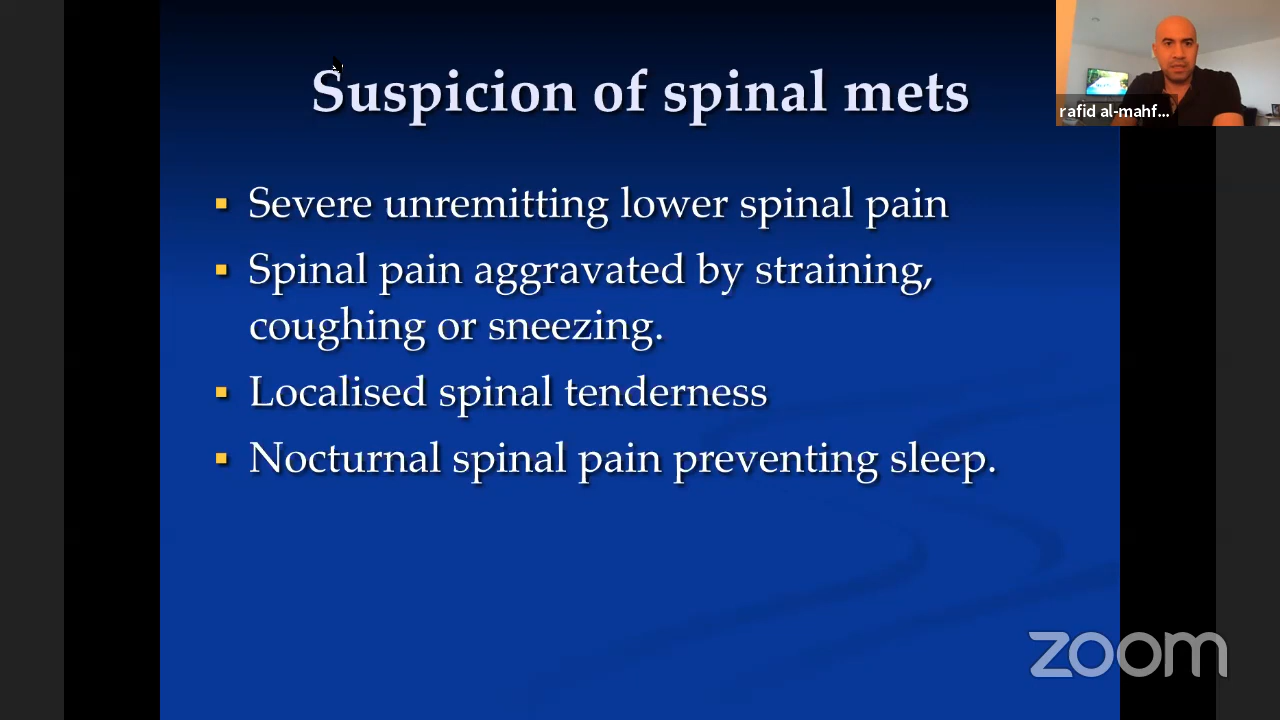 Suspicion of spinal mets
rafid al-mahf...
Severe unremitting lower spinal pain
Spinal pain aggravated by straining,
coughing or sneezing.
Localised spinal tenderness
Nocturnal spinal pain preventing sleep.
zoom